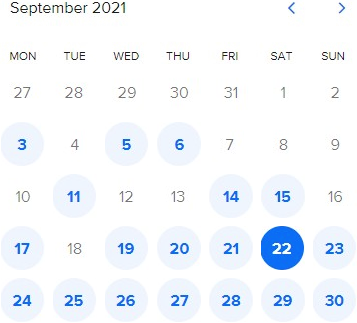 September 2021
MON TUE WED THU FRI SAT SUN
27 28 29 30 31 1 2
3 4 5 6 7 8 9
10 11 12 13 14 15 16
17 18 19 20 21 22 23
24 25 26 27 28 29 30